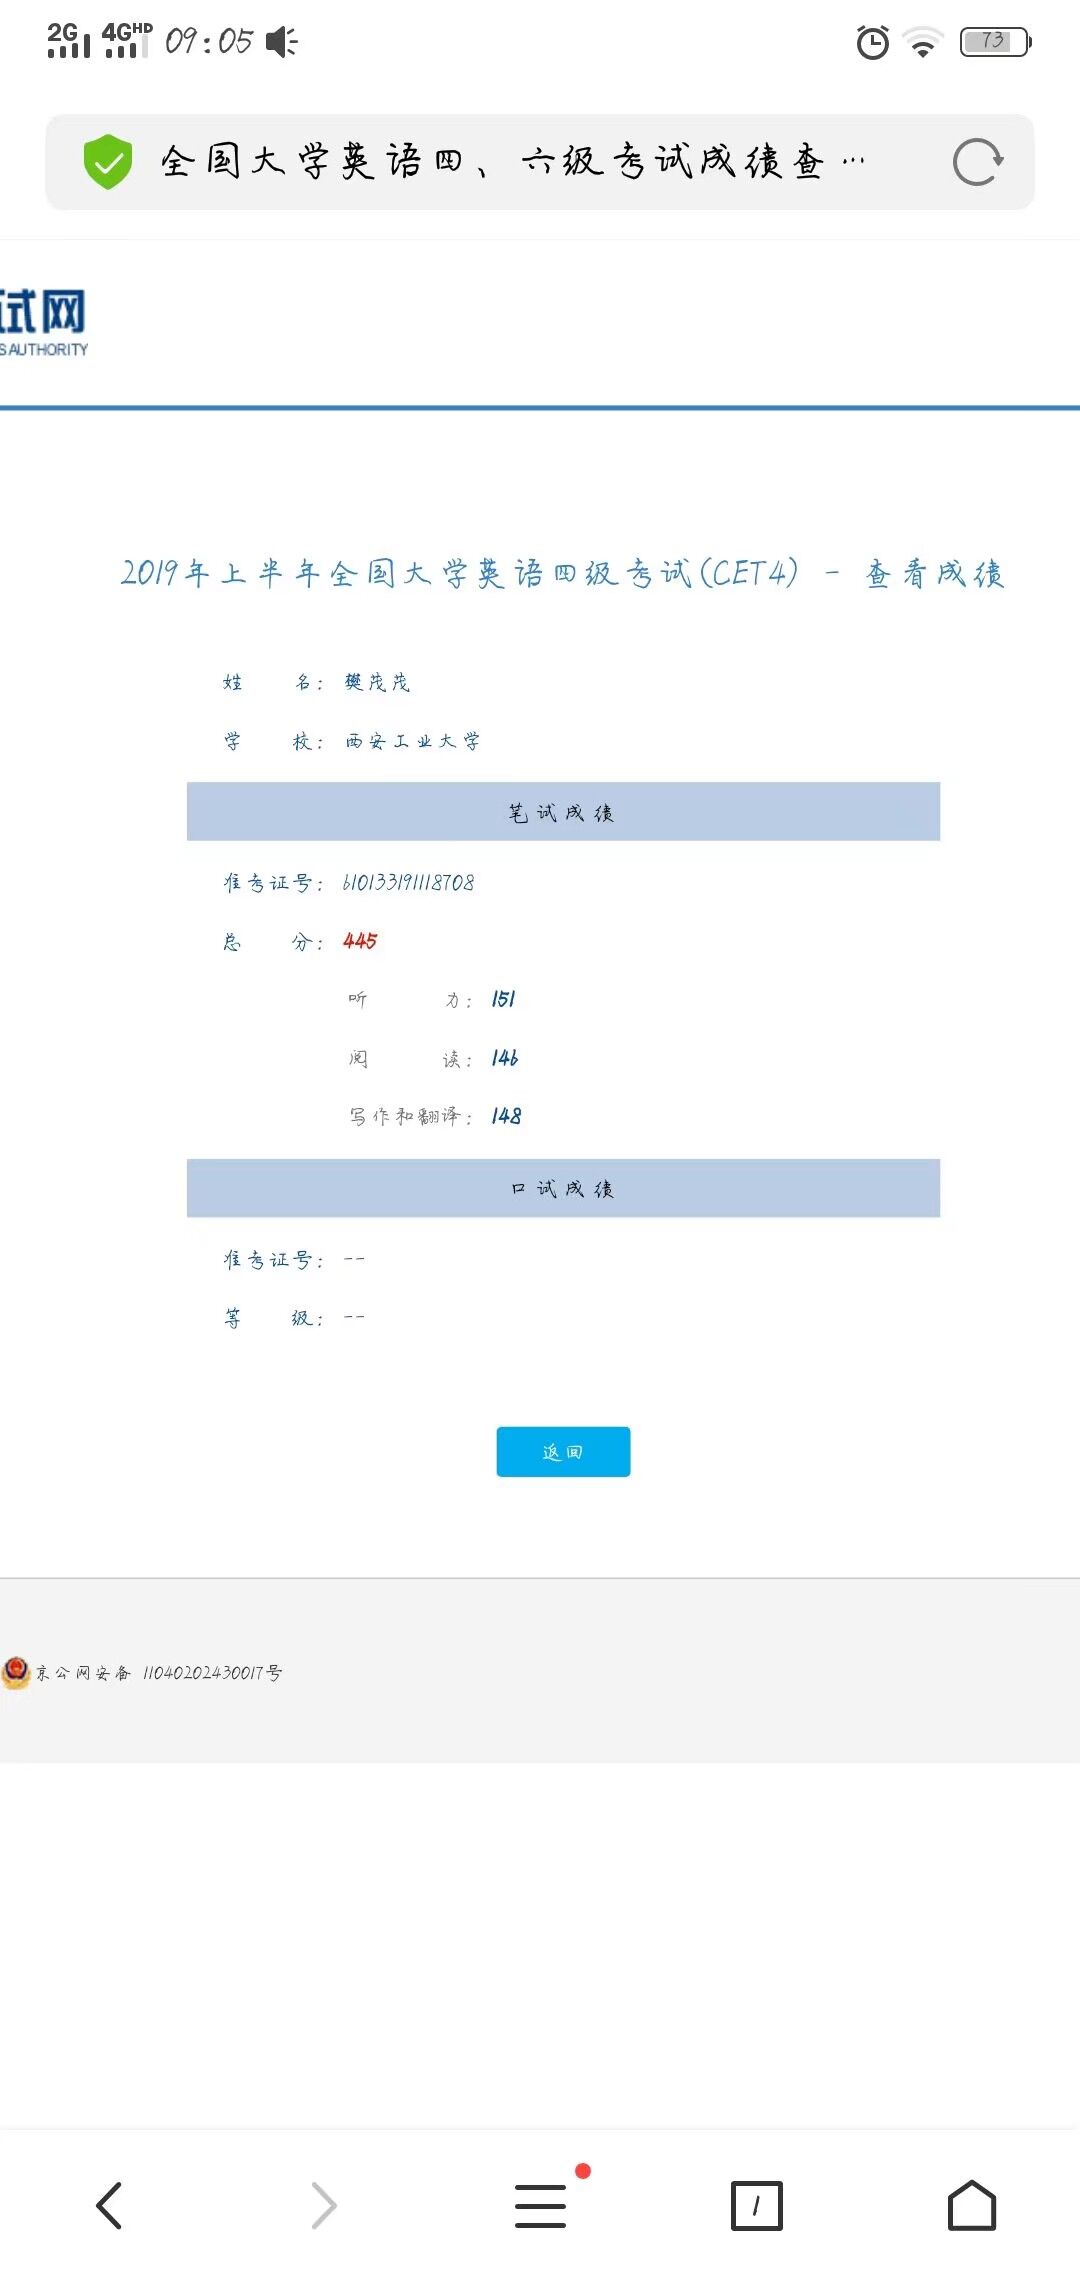 2G 4G HD 09:05 73
全国大学英语四、六级考试成绩查…
试网
SAUTHORITY
2019年上半年全国大学英语四级考试(CET4) - 查看成绩
姓 名: 樊茂茂
学 校: 西安工业大学
笔试成绩
准考证号: 610133191118708
总 分: 445
听 力: 151
阅 读: 146
写作和翻译: 148
口试成绩
准考证号: --
等 级: --
返回
京公网安备 11040202430017号
1